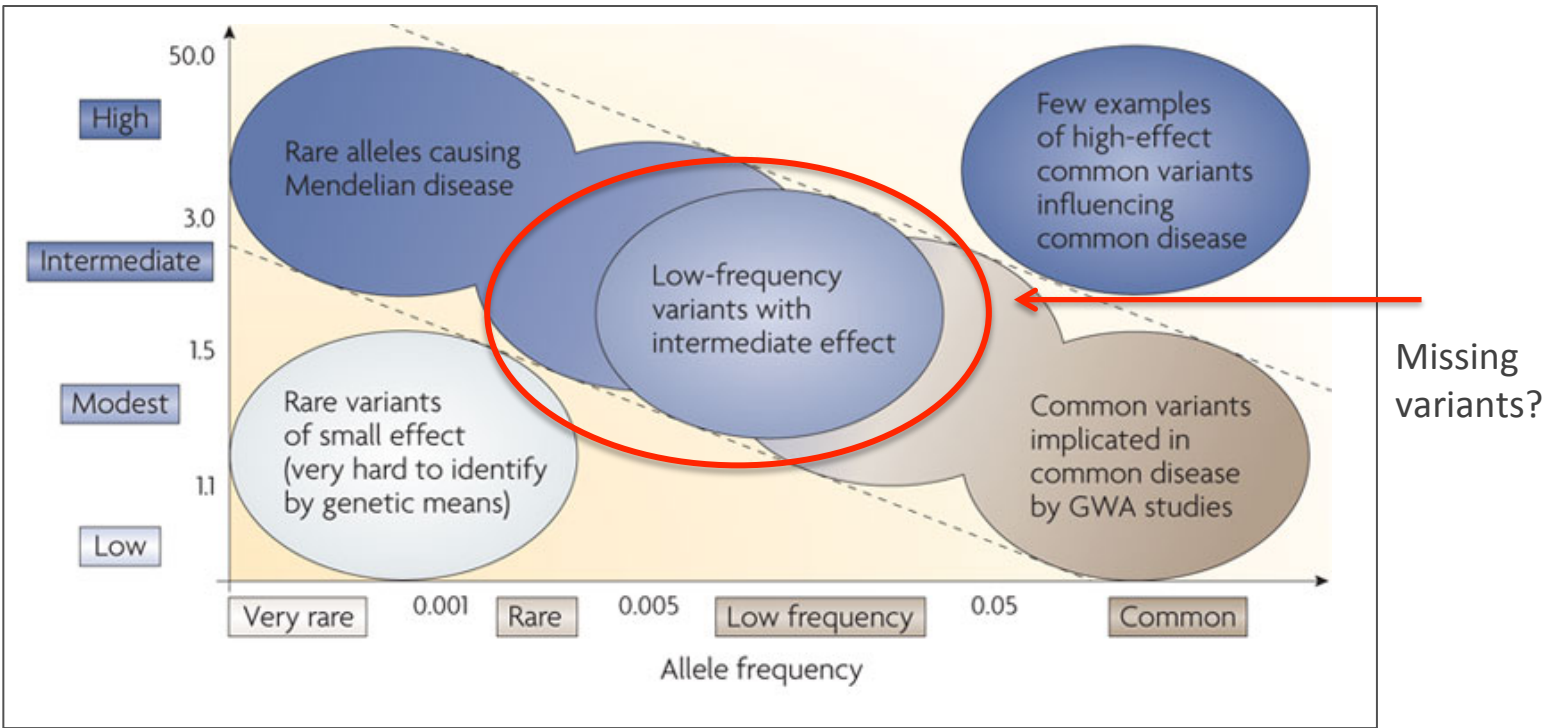 50.0
High
3.0
Intermediate
1.5
Modest
1.1
Low
Rare alleles causing
Mendelian disease
Few examples
of high-effect
common variants
influencing
common disease
Low-frequency
variants with
intermediate effect
Rare variants
of small effect
(very hard to identify
by genetic means)
Common variants
implicated in
common disease
by GWA studies
Missing
variants?
Very rare 0.001 Rare 0.005 Low frequency 0.05 Common
Allele frequency